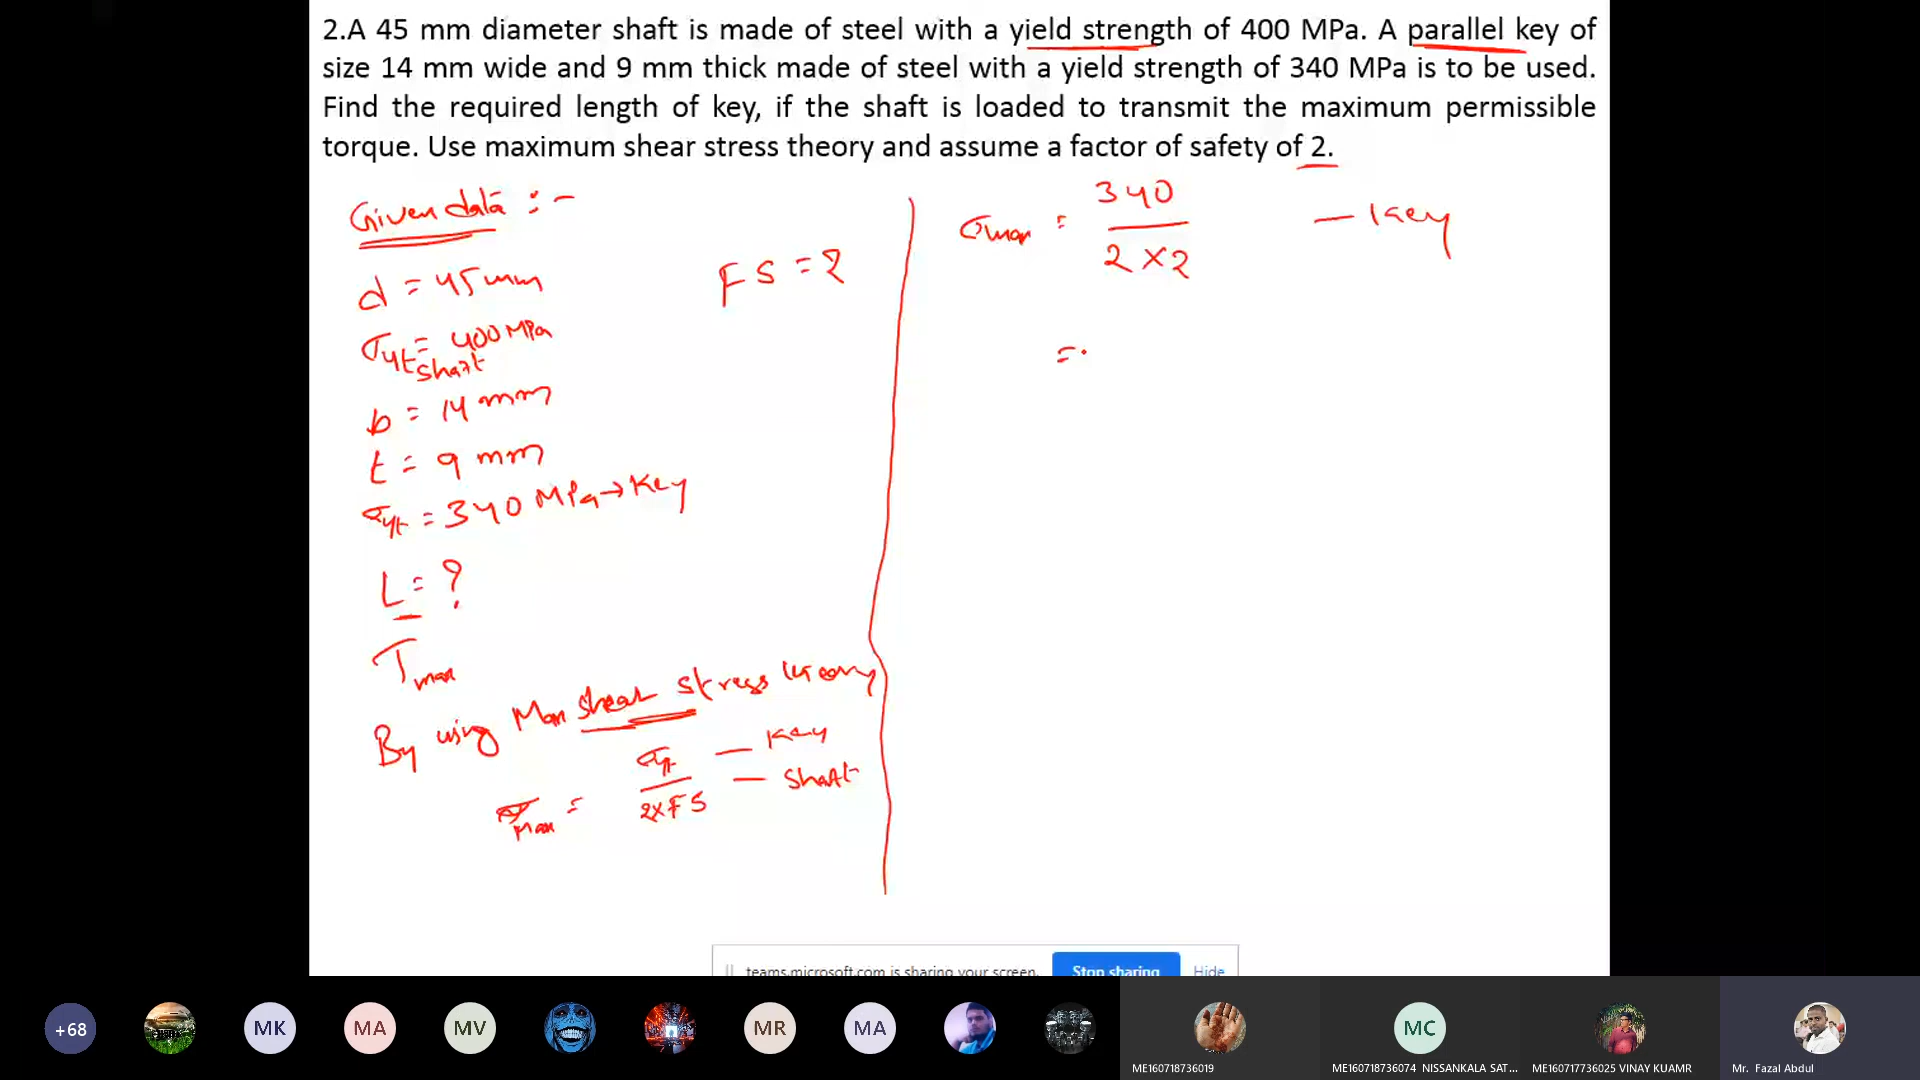 2.A 45 mm diameter shaft is made of steel with a yield strength of 400 MPa. A parallel key of
size 14 mm wide and 9 mm thick made of steel with a yield strength of 340 MPa is to be used.
Find the required length of key, if the shaft is loaded to transmit the maximum permissible
torque. Use maximum shear stress theory and assume a factor of safety of 2.
Given data :-
d = 45 mm
FS = 2
σyt = 400 MPa
shaft
b = 14 mm
t = 9 mm
σyt = 340 MPa → Key
L = ?
Tmax
By using Max shear stress theory
σyt — Key
max = 2xFS — Shaft
σmax = 340 / 2 x 2 — Key
=
teams.microsoft.com is sharing your screen.
Stop sharing
Hide
+68
MK
MA
MV
MR
MA
MC
ME160718736019
ME160718736074 NISSANKALA SAT...
ME160717736025 VINAY KUAMR
Mr. Fazal Abdul